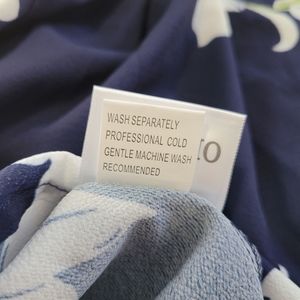 WASH SEPARATELY
PROFESSIONAL COLD
GENTLE MACHINE WASH
RECOMMENDED